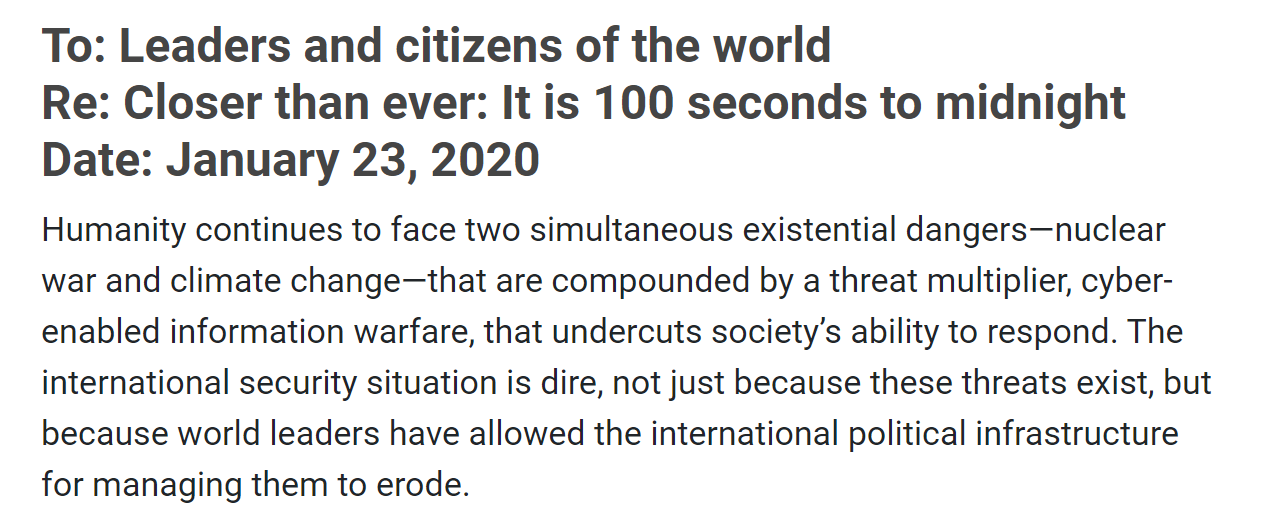 To: Leaders and citizens of the world
Re: Closer than ever: It is 100 seconds to midnight
Date: January 23, 2020
Humanity continues to face two simultaneous existential dangers—nuclear
war and climate change—that are compounded by a threat multiplier, cyber-
enabled information warfare, that undercuts society’s ability to respond. The
international security situation is dire, not just because these threats exist, but
because world leaders have allowed the international political infrastructure
for managing them to erode.